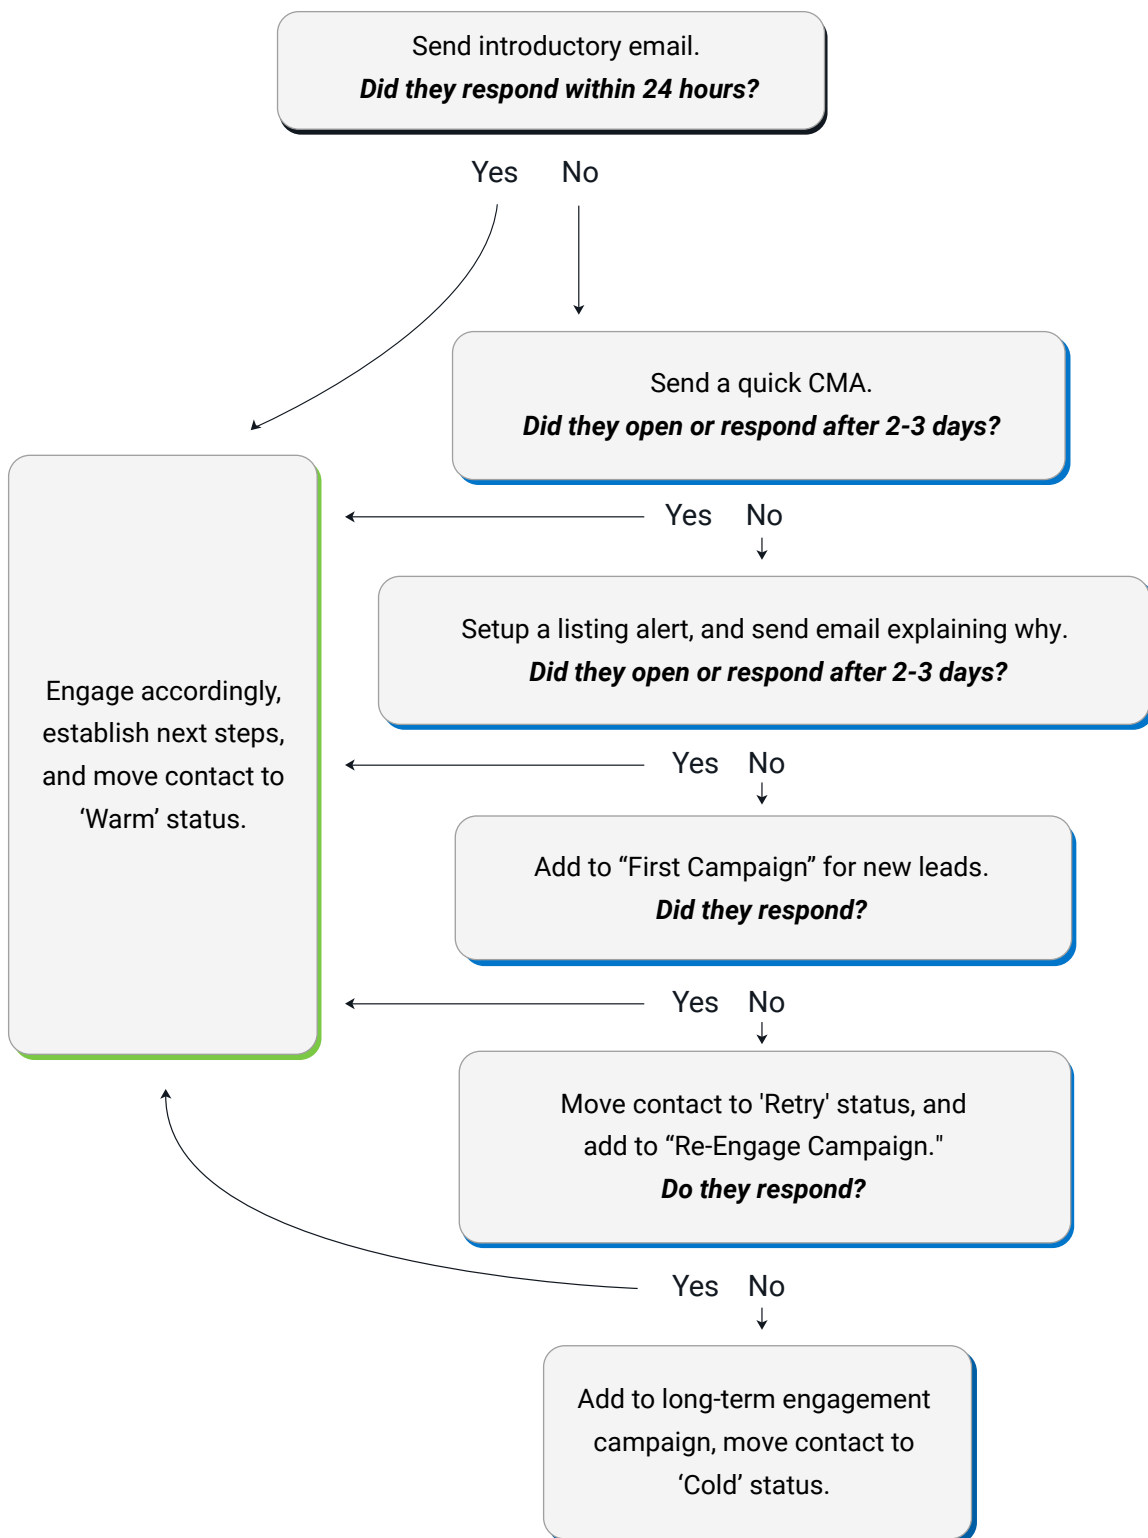 Send introductory email.
Did they respond within 24 hours?
Yes No
Send a quick CMA.
Did they open or respond after 2-3 days?
Yes No
Setup a listing alert, and send email explaining why.
Did they open or respond after 2-3 days?
Engage accordingly,
establish next steps,
and move contact to
‘Warm’ status.
Yes No
Add to “First Campaign” for new leads.
Did they respond?
Yes No
Move contact to 'Retry' status, and
add to “Re-Engage Campaign."
Do they respond?
Yes No
Add to long-term engagement
campaign, move contact to
‘Cold’ status.